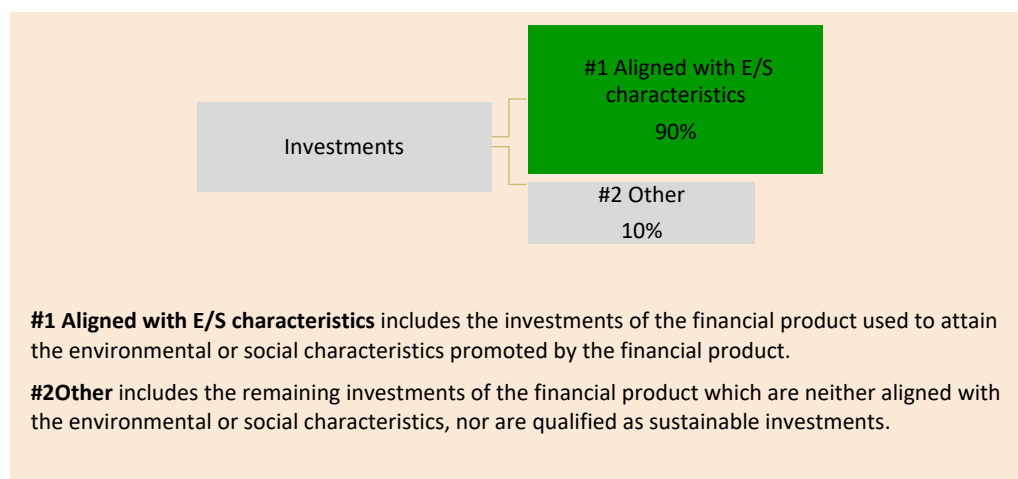 #1 Aligned with E/S
characteristics
90%
Investments
#2 Other
10%
#1 Aligned with E/S characteristics includes the investments of the financial product used to attain
the environmental or social characteristics promoted by the financial product.
#2Other includes the remaining investments of the financial product which are neither aligned with
the environmental or social characteristics, nor are qualified as sustainable investments.